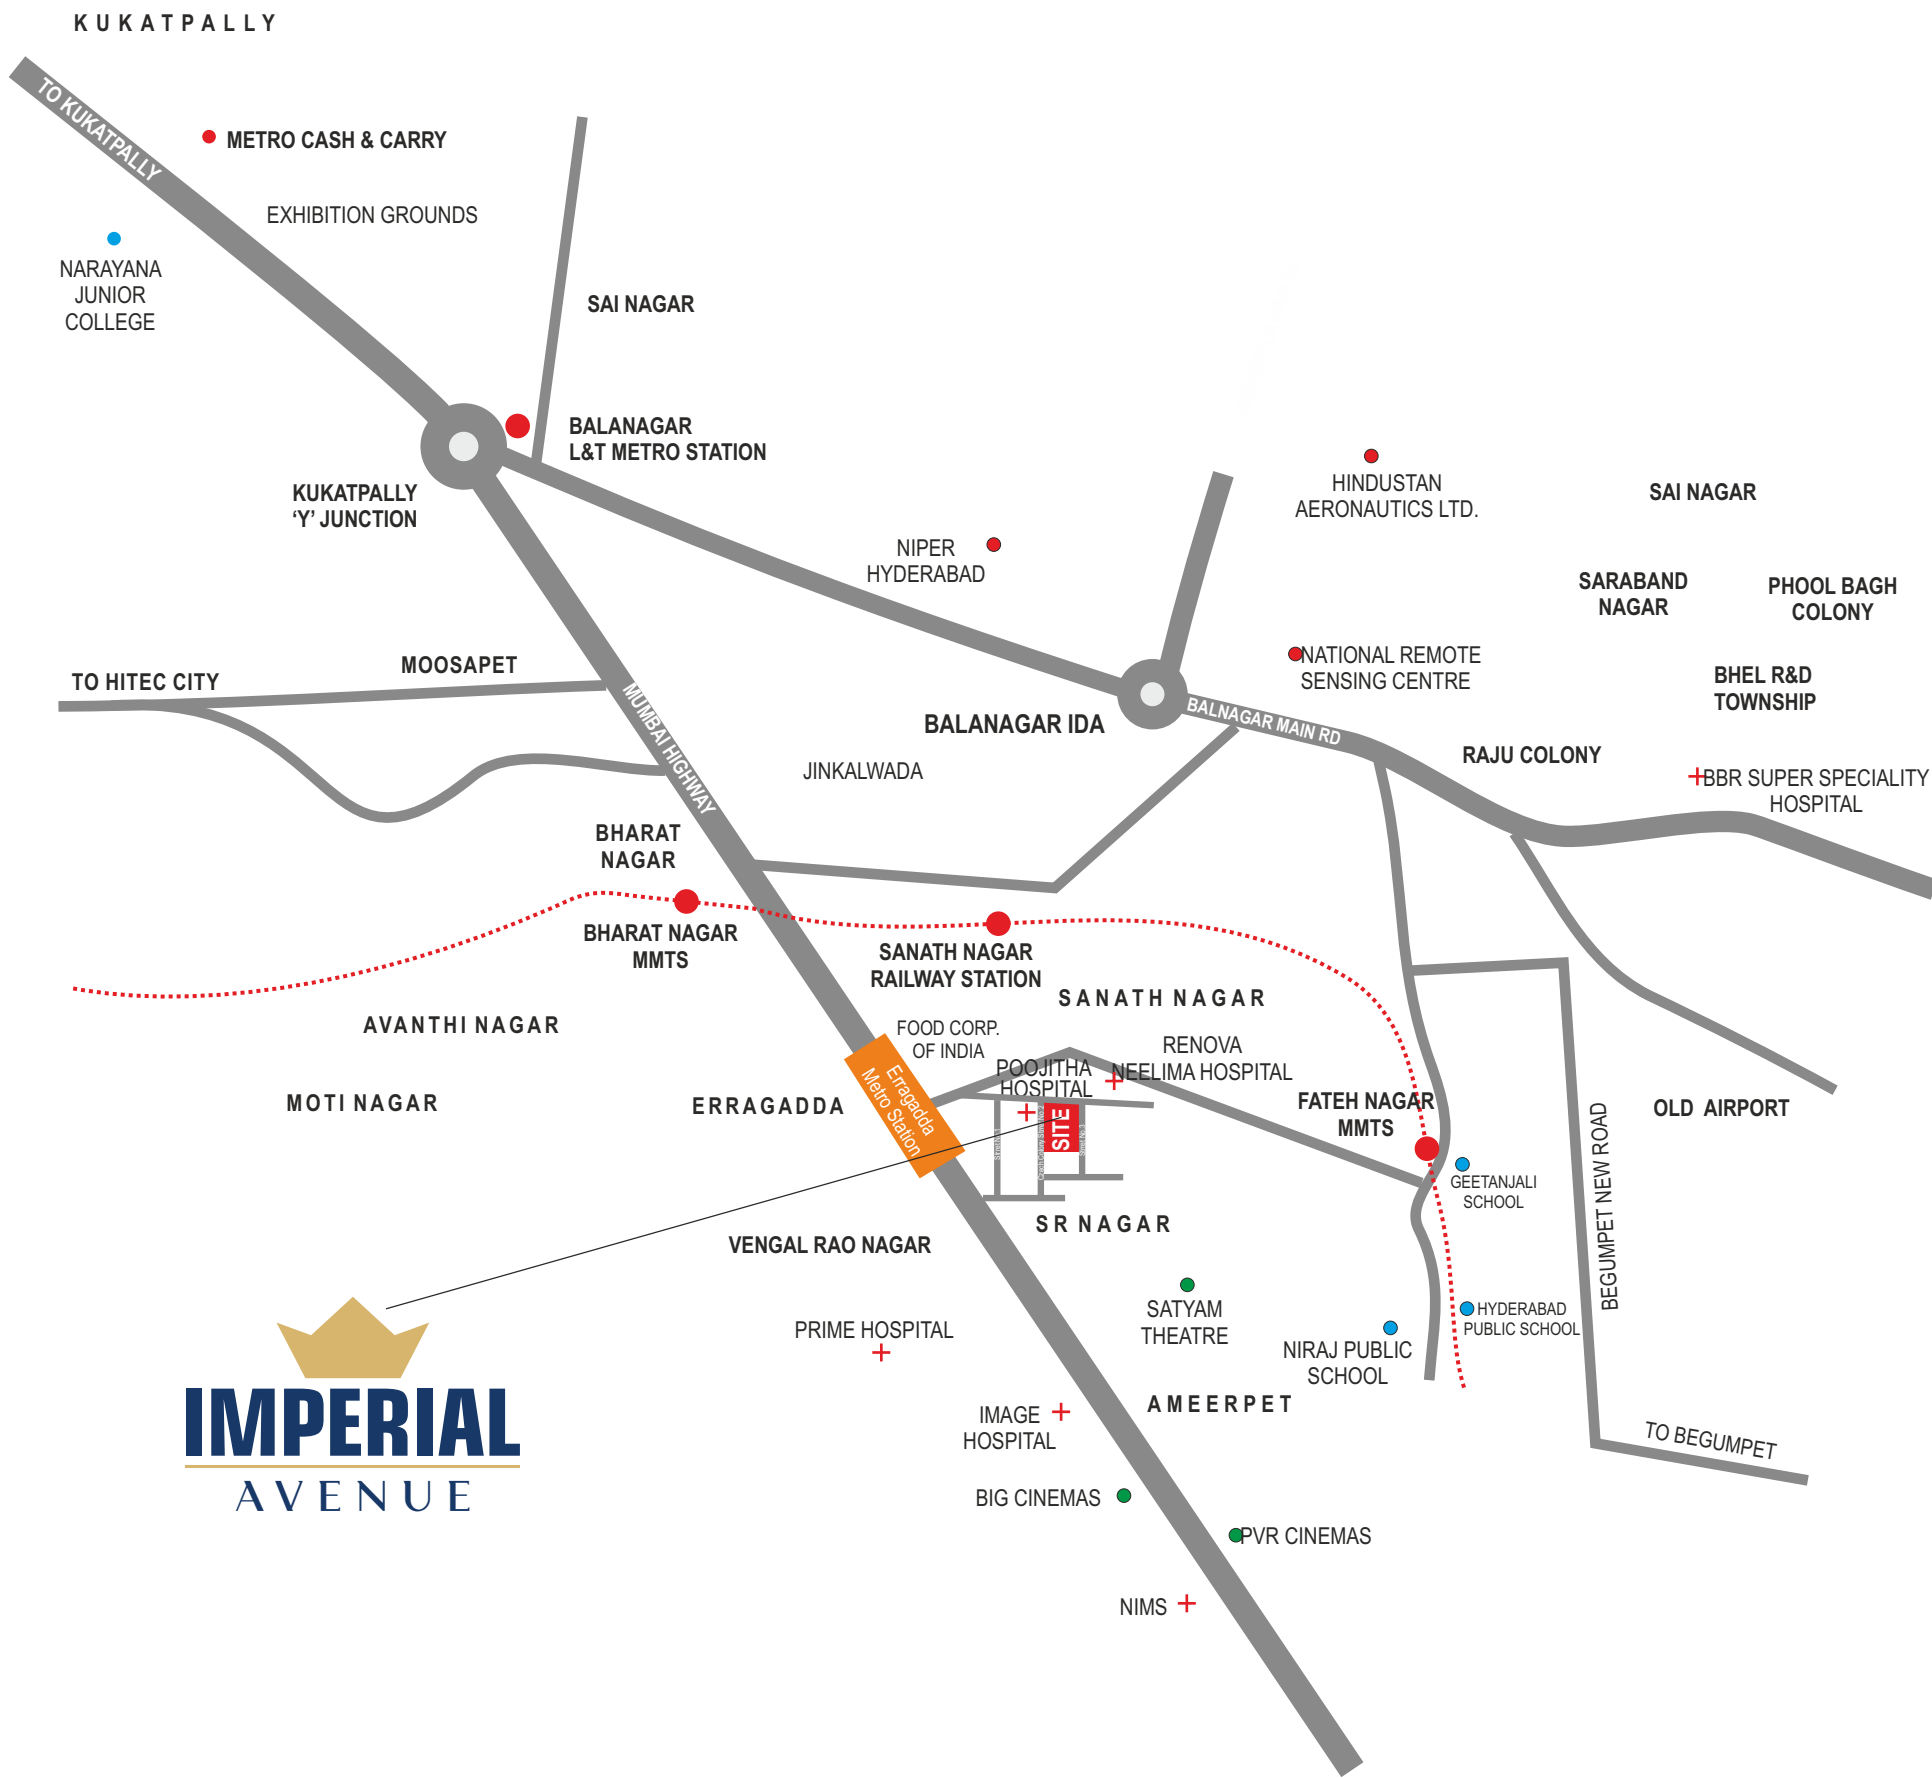 KUKATPALLY
TO KUKATPALLY
METRO CASH & CARRY
EXHIBITION GROUNDS
NARAYANA
JUNIOR
COLLEGE
SAI NAGAR
BALANAGAR
L&T METRO STATION
KUKATPALLY
‘Y’ JUNCTION
HINDUSTAN
AERONAUTICS LTD.
SAI NAGAR
NIPER
HYDERABAD
SARABAND
NAGAR
PHOOL BAGH
COLONY
MOOSAPET
TO HITEC CITY
MUMBAI HIGHWAY
NATIONAL REMOTE
SENSING CENTRE
BHEL R&D
TOWNSHIP
BALANAGAR IDA
BALNAGAR MAIN RD
RAJU COLONY
JINKALWADA
BBR SUPER SPECIALITY
HOSPITAL
BHARAT
NAGAR
BHARAT NAGAR
MMTS
SANATH NAGAR
RAILWAY STATION
SANATH NAGAR
AVANTHI NAGAR
FOOD CORP.
OF INDIA
RENOVA
NEELIMA HOSPITAL
POOJITHA
HOSPITAL
MOTI NAGAR
ERRAGADDA
Erragadda
Metro Station
SITE
FATEH NAGAR
MMTS
OLD AIRPORT
GEETANJALI
SCHOOL
BEGUMPET NEW ROAD
SR NAGAR
VENGAL RAO NAGAR
SATYAM
THEATRE
HYDERABAD
PUBLIC SCHOOL
PRIME HOSPITAL
NIRAJ PUBLIC
SCHOOL
AMEERPET
IMAGE
HOSPITAL
TO BEGUMPET
IMPERIAL
AVENUE
BIG CINEMAS
PVR CINEMAS
NIMS